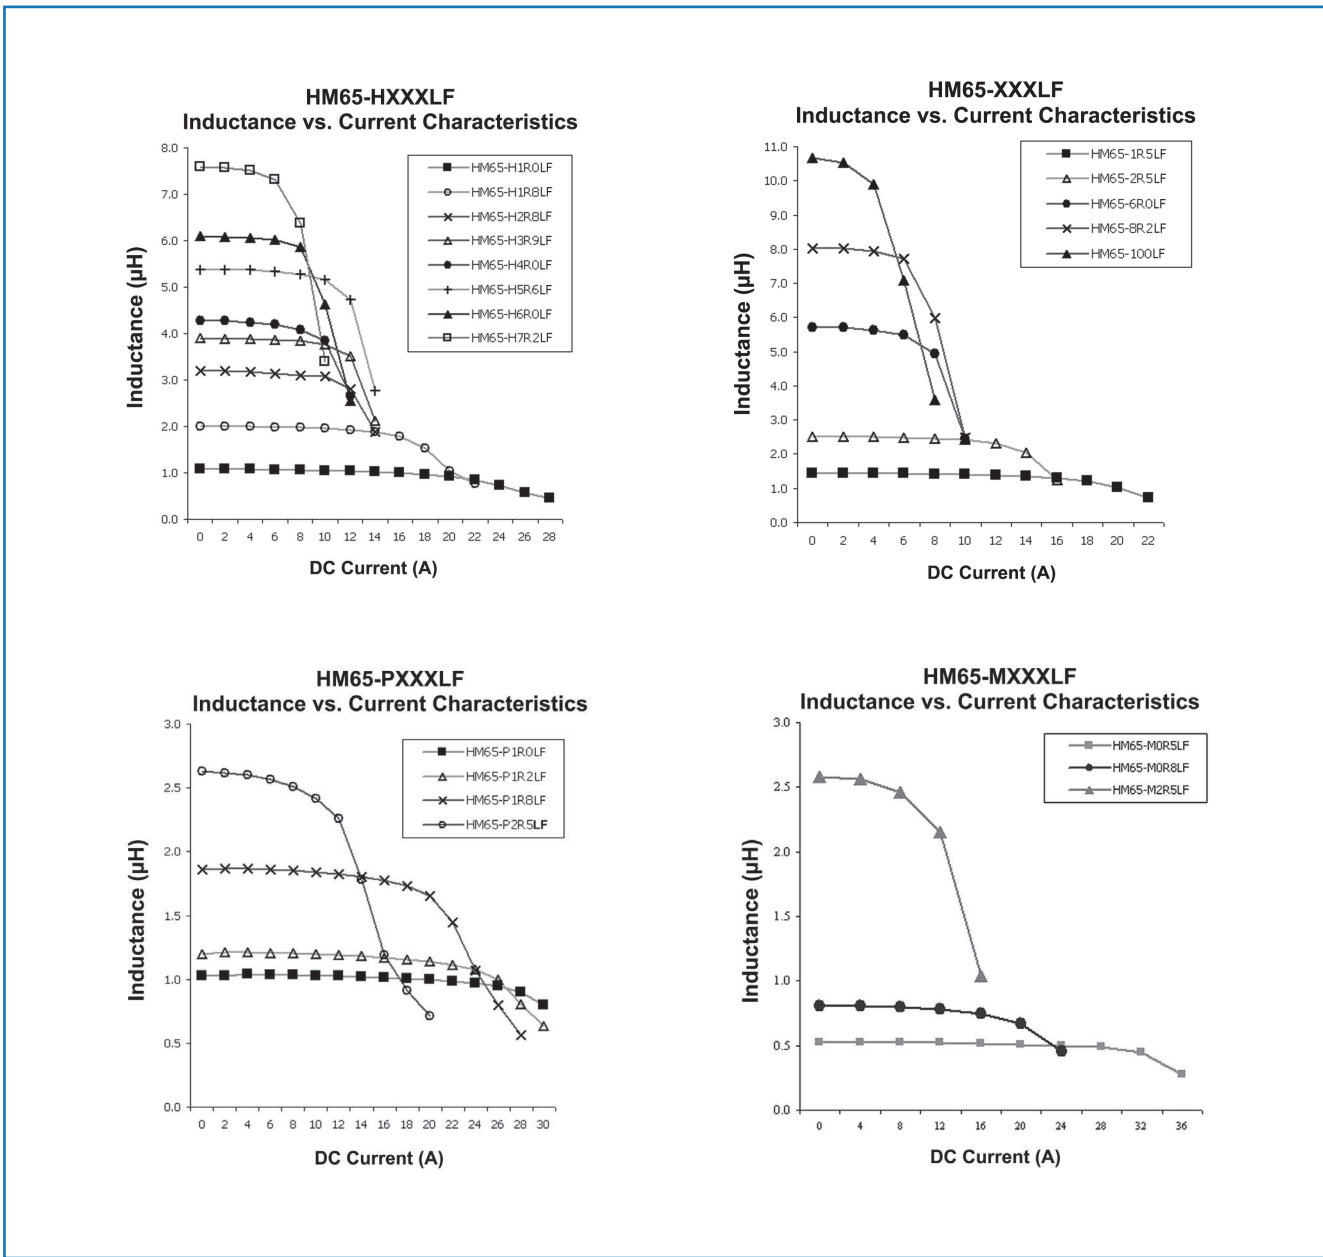 HM65-HXXXLF
Inductance vs. Current Characteristics
8.0
7.0
6.0
5.0
4.0
3.0
2.0
1.0
0.0
Inductance (µH)
HM65-H1R0LF
HM65-H1R8LF
HM65-H2R8LF
HM65-H3R9LF
HM65-H4R0LF
HM65-H5R6LF
HM65-H6R0LF
HM65-H7R2LF
0 2 4 6 8 10 12 14 16 18 20 22 24 26 28
DC Current (A)
HM65-XXXLF
Inductance vs. Current Characteristics
11.0
10.0
9.0
8.0
7.0
6.0
5.0
4.0
3.0
2.0
1.0
0.0
Inductance (µH)
HM65-1R5LF
HM65-2R5LF
HM65-6R0LF
HM65-8R2LF
HM65-100LF
0 2 4 6 8 10 12 14 16 18 20 22
DC Current (A)
HM65-PXXXLF
Inductance vs. Current Characteristics
3.0
2.5
2.0
1.5
1.0
0.5
0.0
Inductance (µH)
HM65-P1R0LF
HM65-P1R2LF
HM65-P1R8LF
HM65-P2R5LF
0 2 4 6 8 10 12 14 16 18 20 22 24 26 28 30
DC Current (A)
HM65-MXXXLF
Inductance vs. Current Characteristics
3.0
2.5
2.0
1.5
1.0
0.5
0.0
Inductance (µH)
HM65-M0R5LF
HM65-M0R8LF
HM65-M2R5LF
0 4 8 12 16 20 24 28 32 36
DC Current (A)